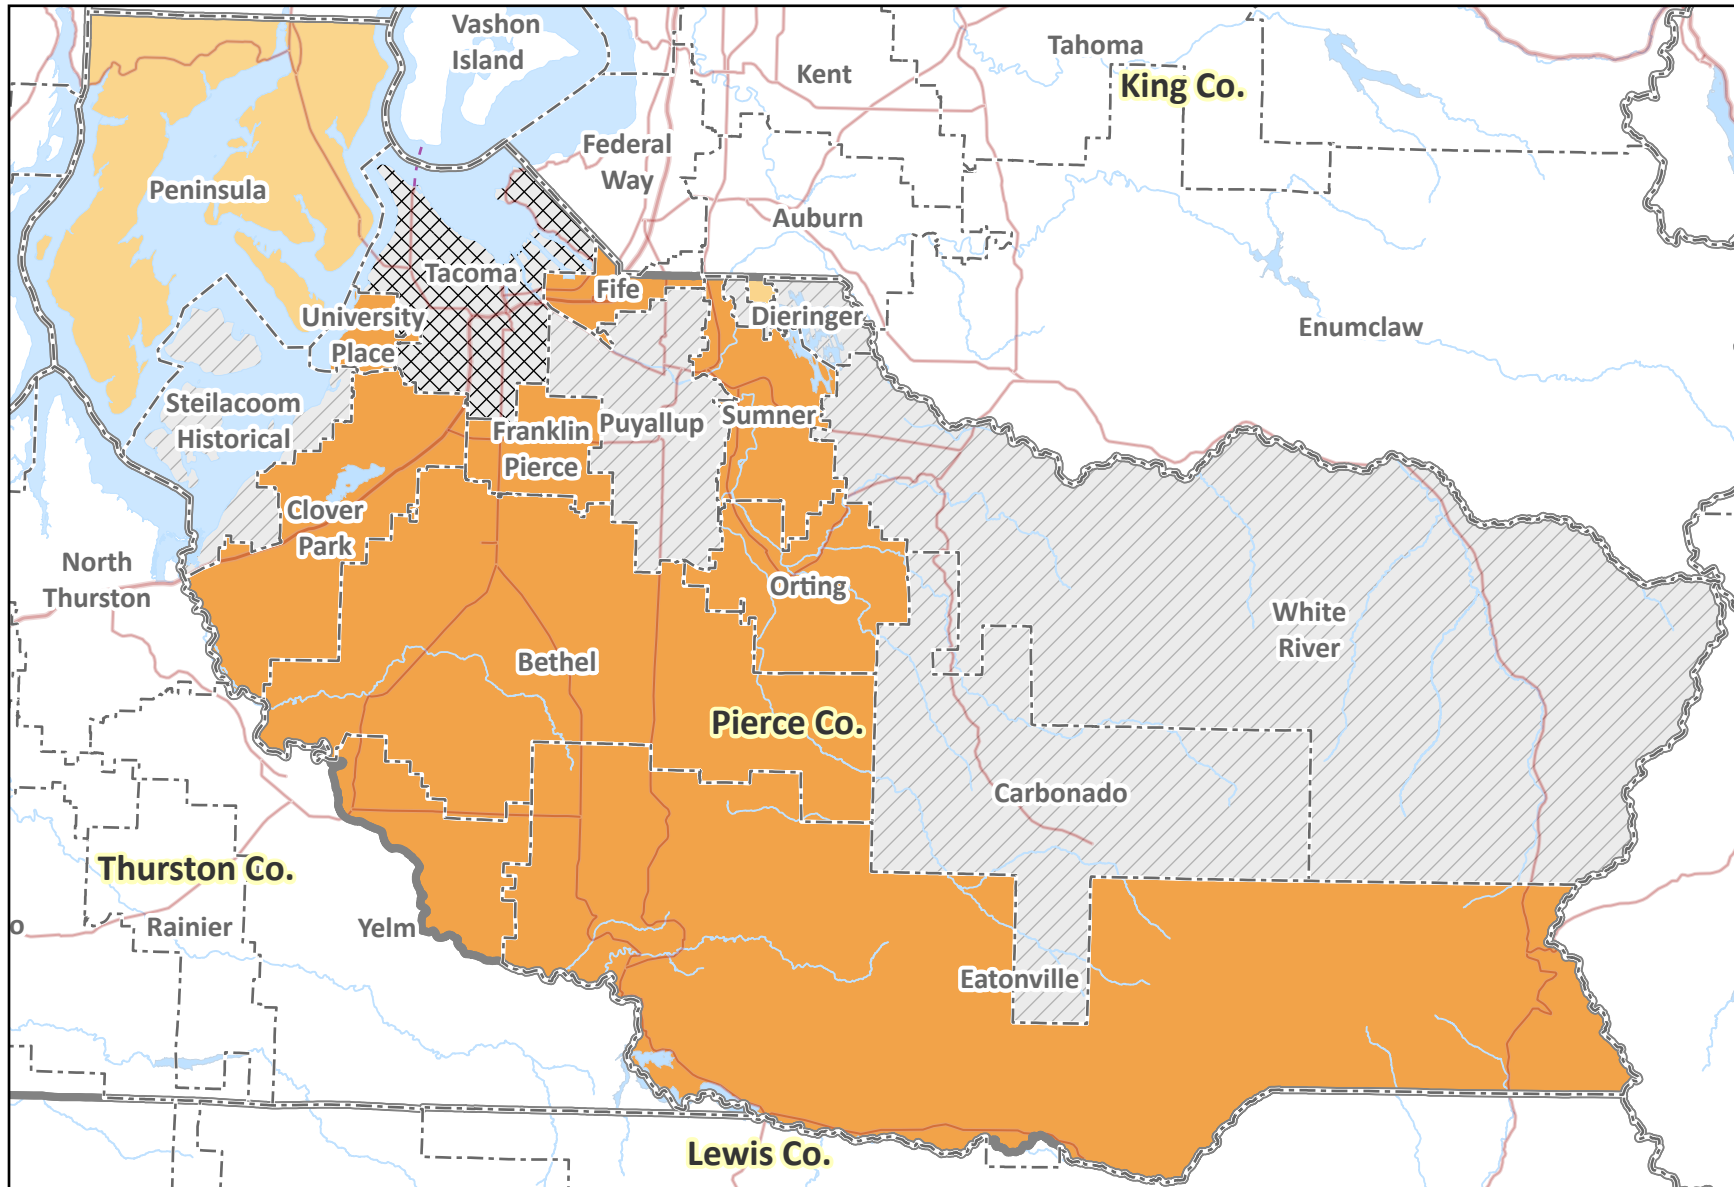 Vashon
Island
Tahoma
Kent
King Co.
Federal
Way
Peninsula
Auburn
Tacoma
Fife
University
Place
Dieringer
Enumclaw
Steilacoom
Historical
Franklin
Pierce
Puyallup
Sumner
Clover
Park
North
Thurston
Orting
White
River
Bethel
Pierce Co.
Carbonado
Thurston Co.
Rainier
Yelm
o
Eatonville
Lewis Co.